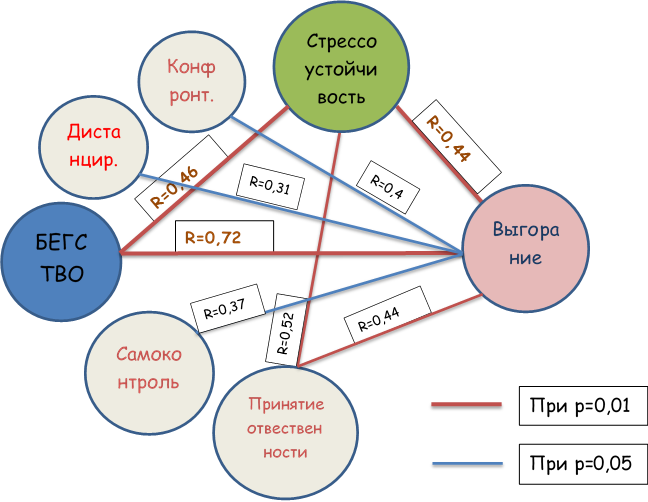 Стрессо
устойчи
вость
Конф
ронт.
Диста
нцир.
R=0,44
R=0,46
R=0,31
R=0,4
БЕГС
ТВО
R=0,72
Выгора
ние
R=0,37
R=0,52
R=0,44
Самоко
нтроль
Принятие
отвествен
ности
При р=0,01
При р=0,05